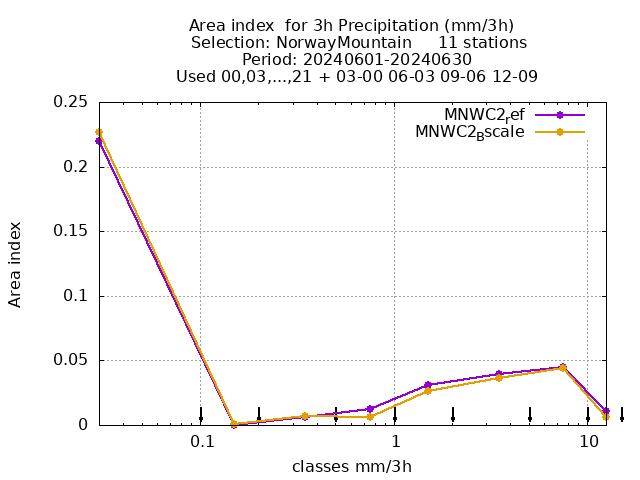 Area index  for 3h Precipitation (mm/3h)
Selection: NorwayMountain     11 stations
Period: 20240601-20240630
Used 00,03,...,21 + 03-00 06-03 09-06 12-09
MNWC2ref
MNWC2Bscale
0.25
0.2
0.15
0.1
0.05
0
Area index
0.1
1
10
classes mm/3h